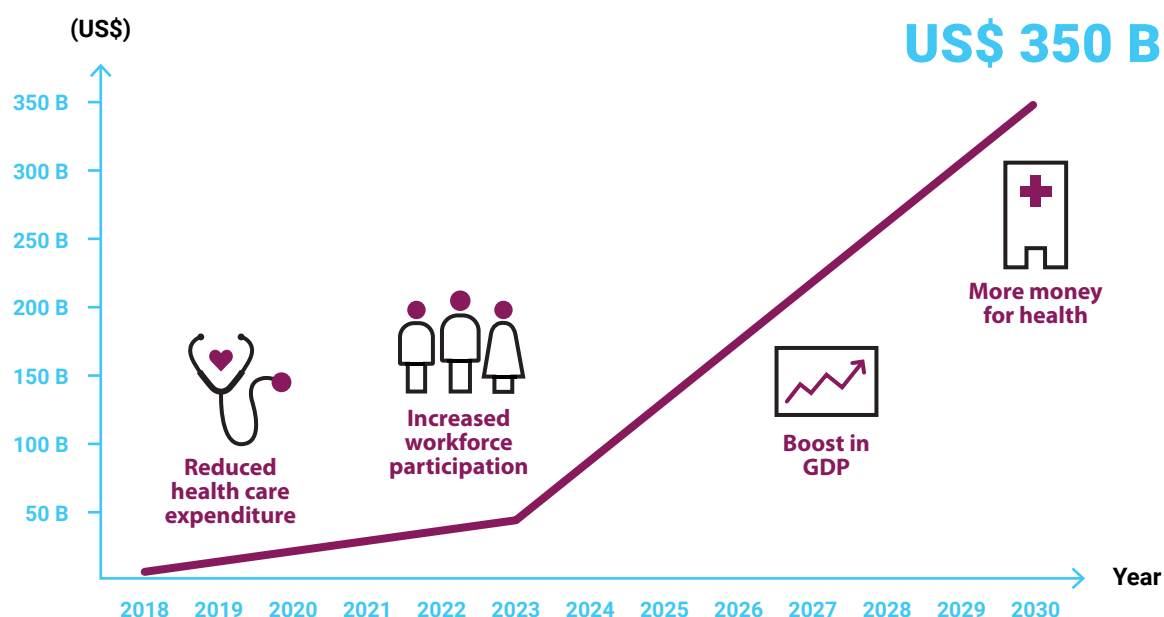 (US$)
US$ 350 B
350 B
300 B
250 B
200 B
150 B
100 B
50 B
Reduced
health care
expenditure
Increased
workforce
participation
Boost in
GDP
More money
for health
Year
2018 2019 2020 2021 2022 2023 2024 2025 2026 2027 2028 2029 2030